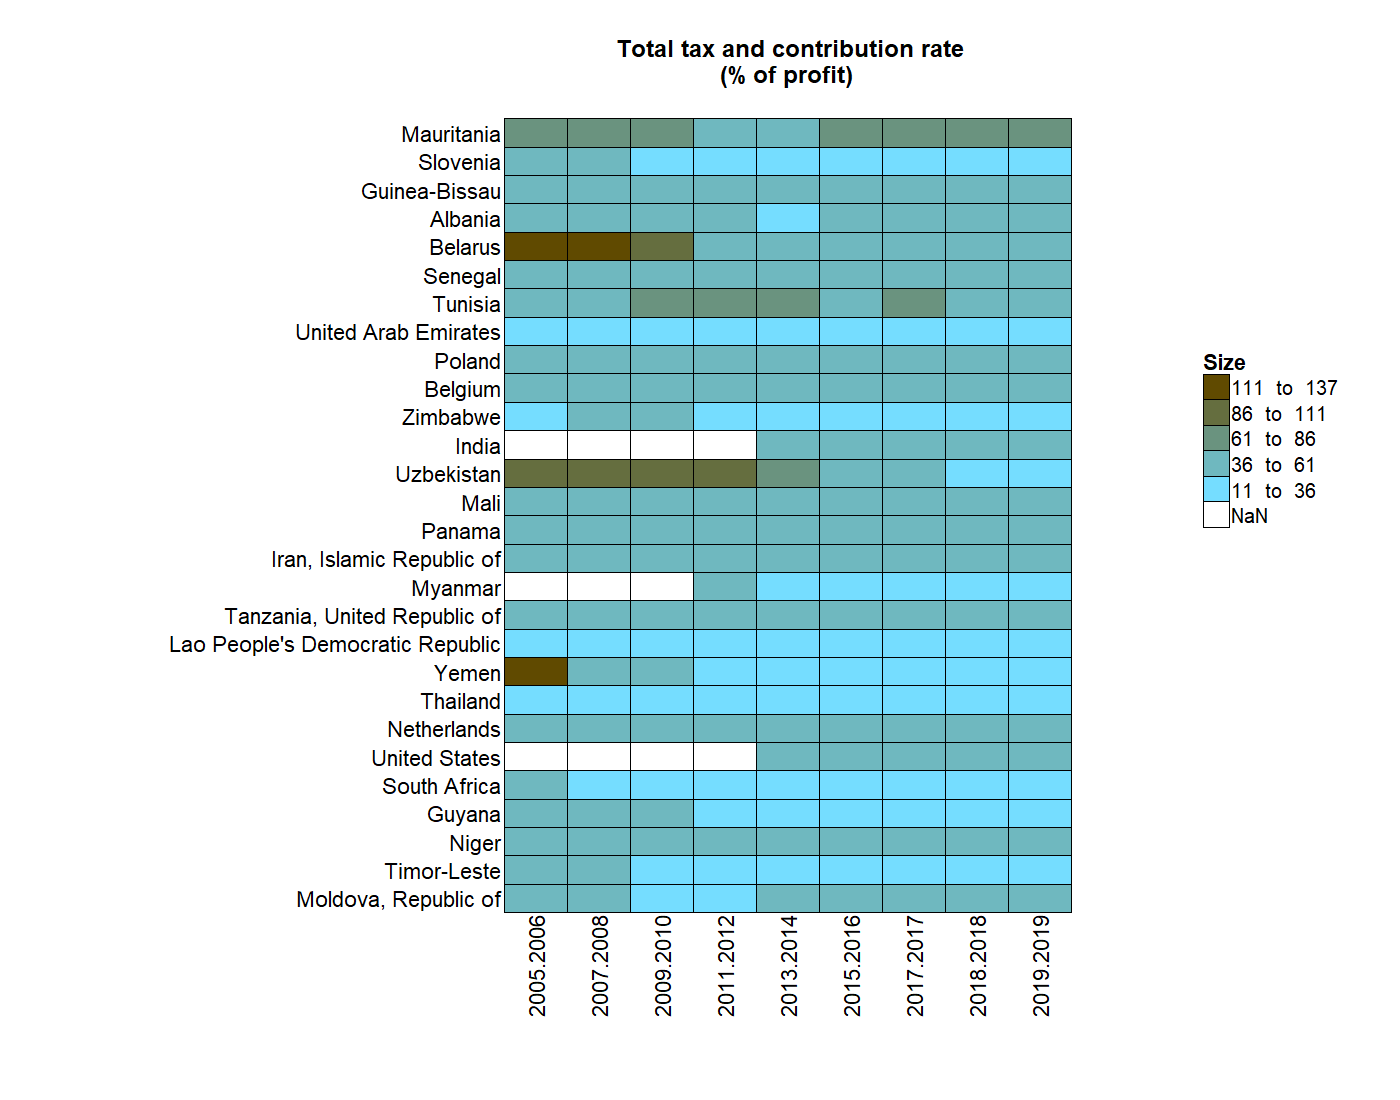 Total tax and contribution rate
(% of profit)
Mauritania
Slovenia
Guinea-Bissau
Albania
Belarus
Senegal
Tunisia
United Arab Emirates
Poland
Belgium
Zimbabwe
India
Uzbekistan
Mali
Panama
Iran, Islamic Republic of
Myanmar
Tanzania, United Republic of
Lao People's Democratic Republic
Yemen
Thailand
Netherlands
United States
South Africa
Guyana
Niger
Timor-Leste
Moldova, Republic of
2005.2006
2007.2008
2009.2010
2011.2012
2013.2014
2015.2016
2017.2017
2018.2018
2019.2019
Size
111 to 137
86 to 111
61 to 86
36 to 61
11 to 36
NaN